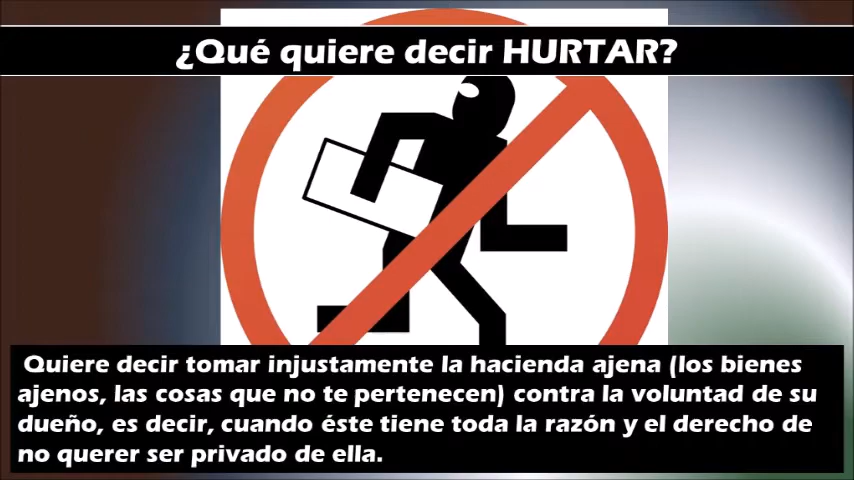 ¿Qué quiere decir HURTAR?
Quiere decir tomar injustamente la hacienda ajena (los bienes
ajenos, las cosas que no te pertenecen) contra la voluntad de su
dueño, es decir, cuando éste tiene toda la razón y el derecho de
no querer ser privado de ella.